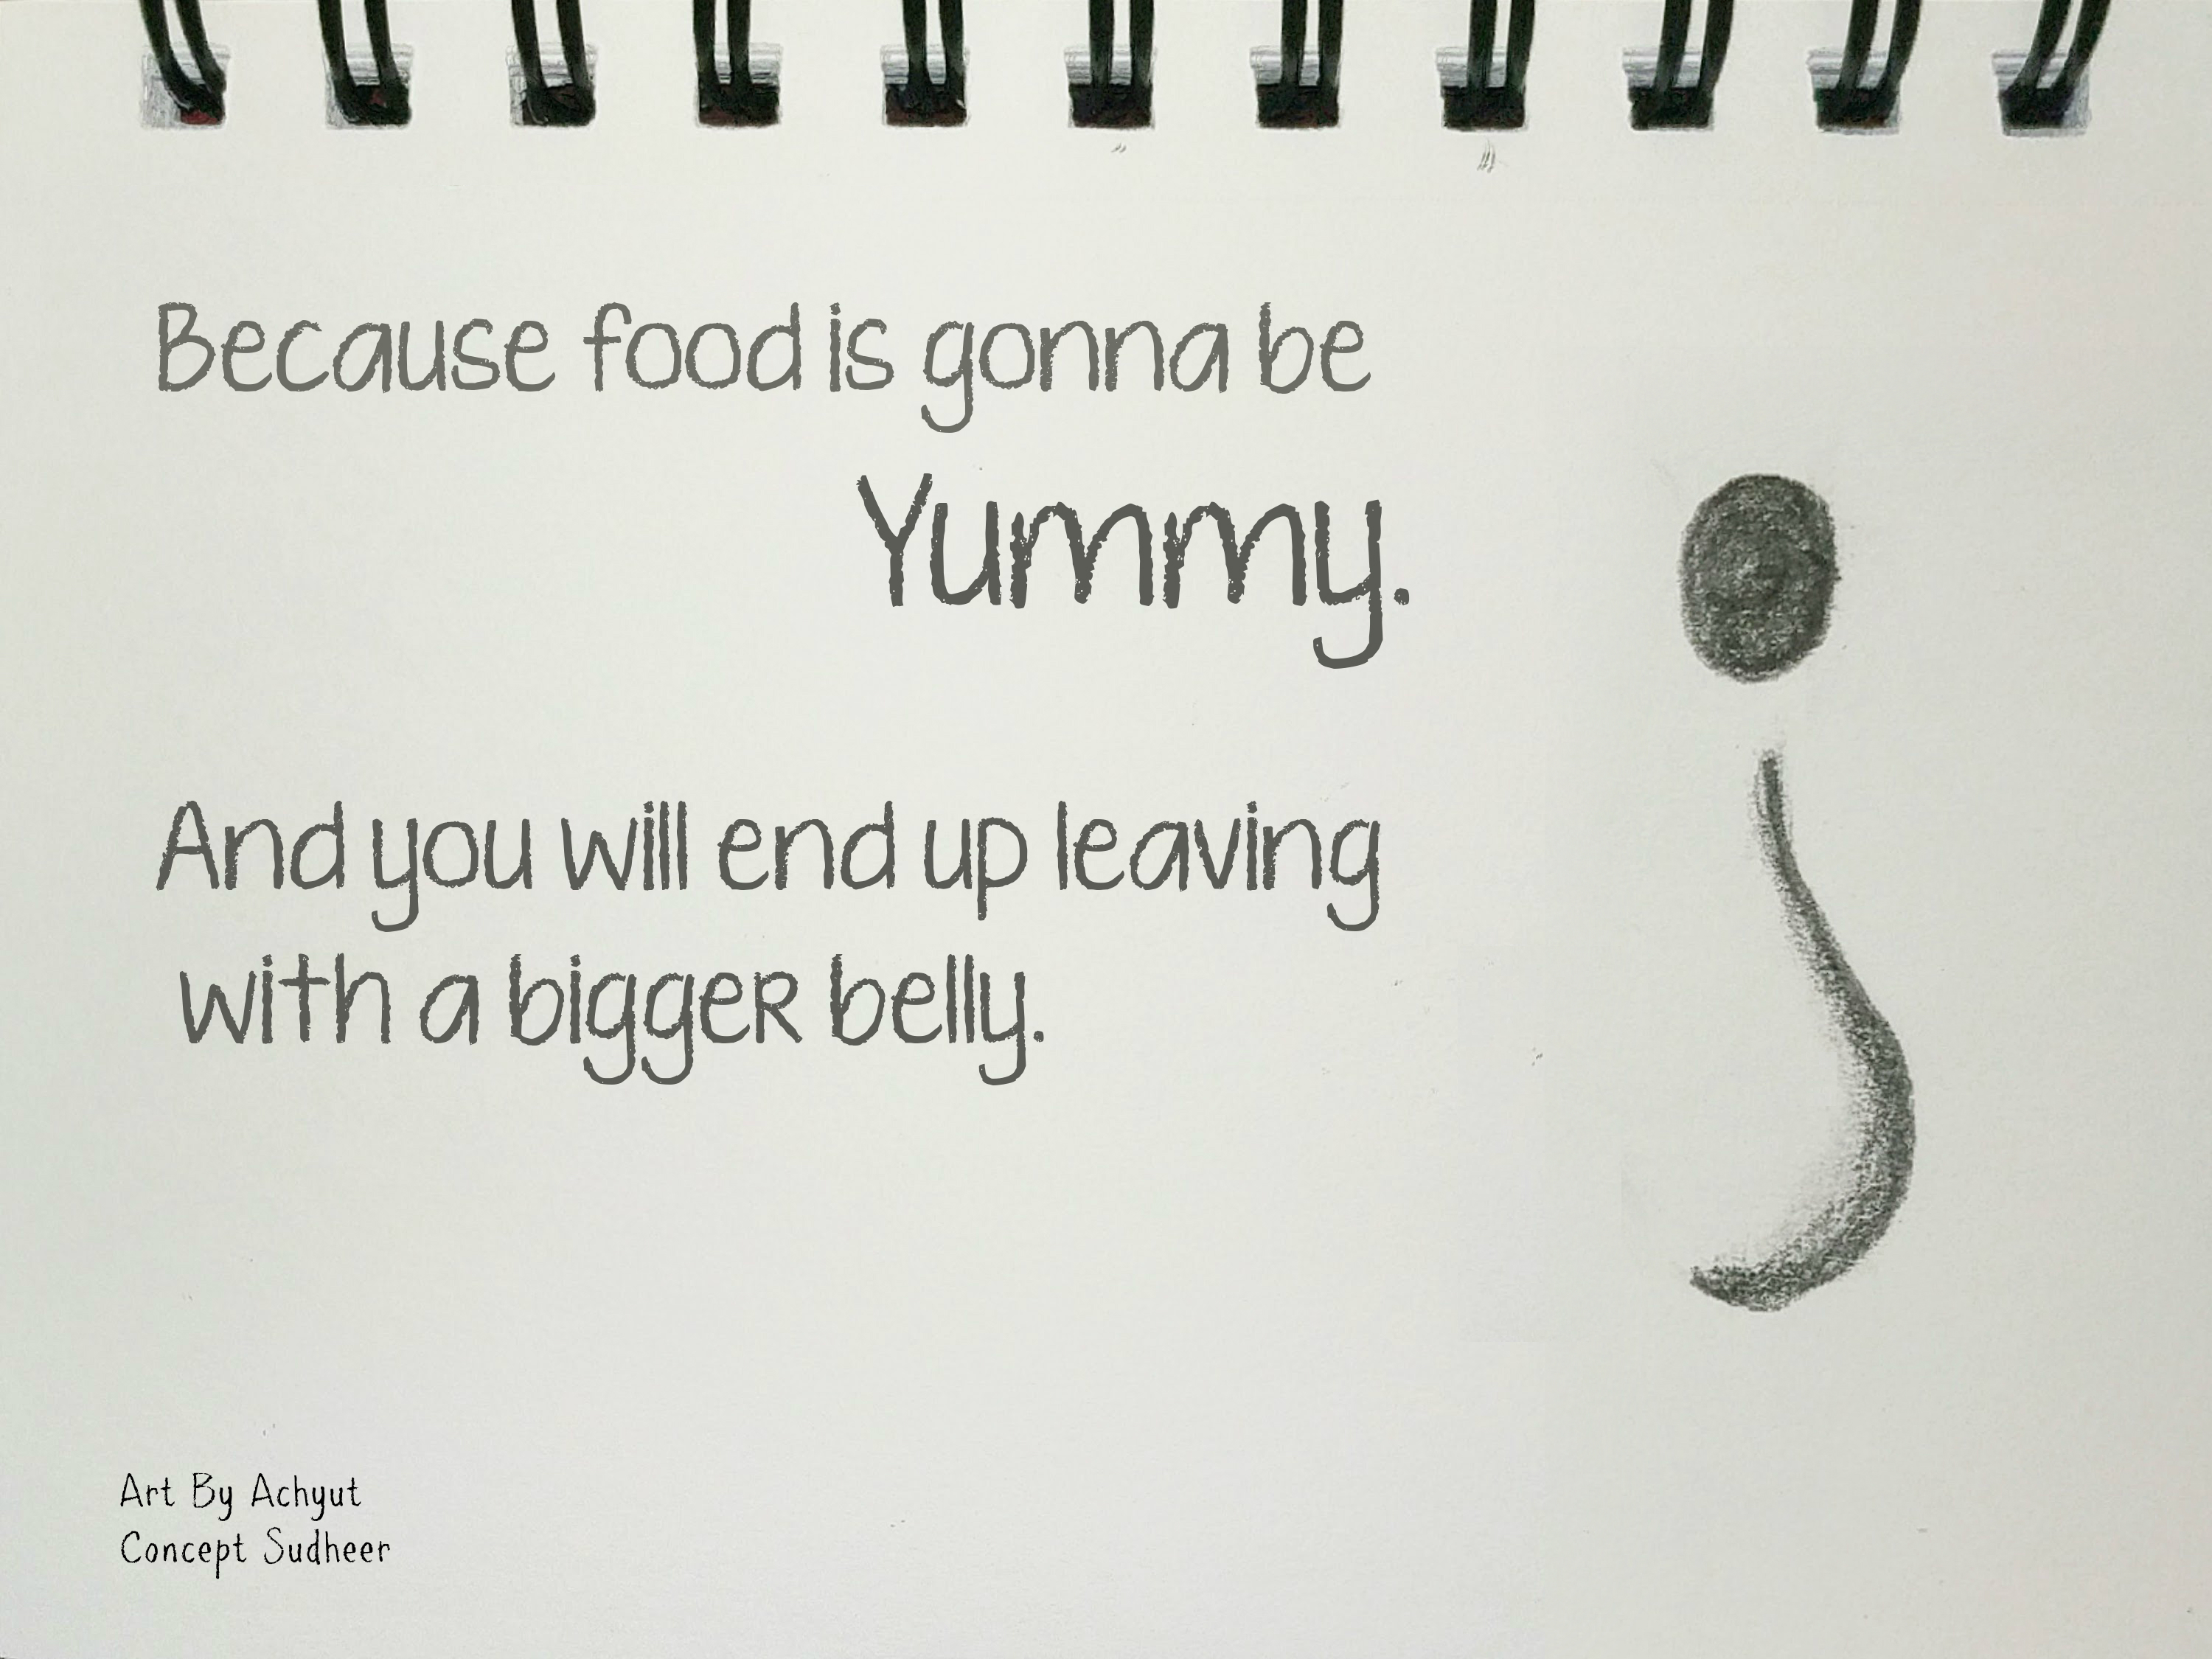 Because food is gonna be
Yummy.
And you will end up leaving
with a bigger belly.
Art By Achyut
Concept Sudheer